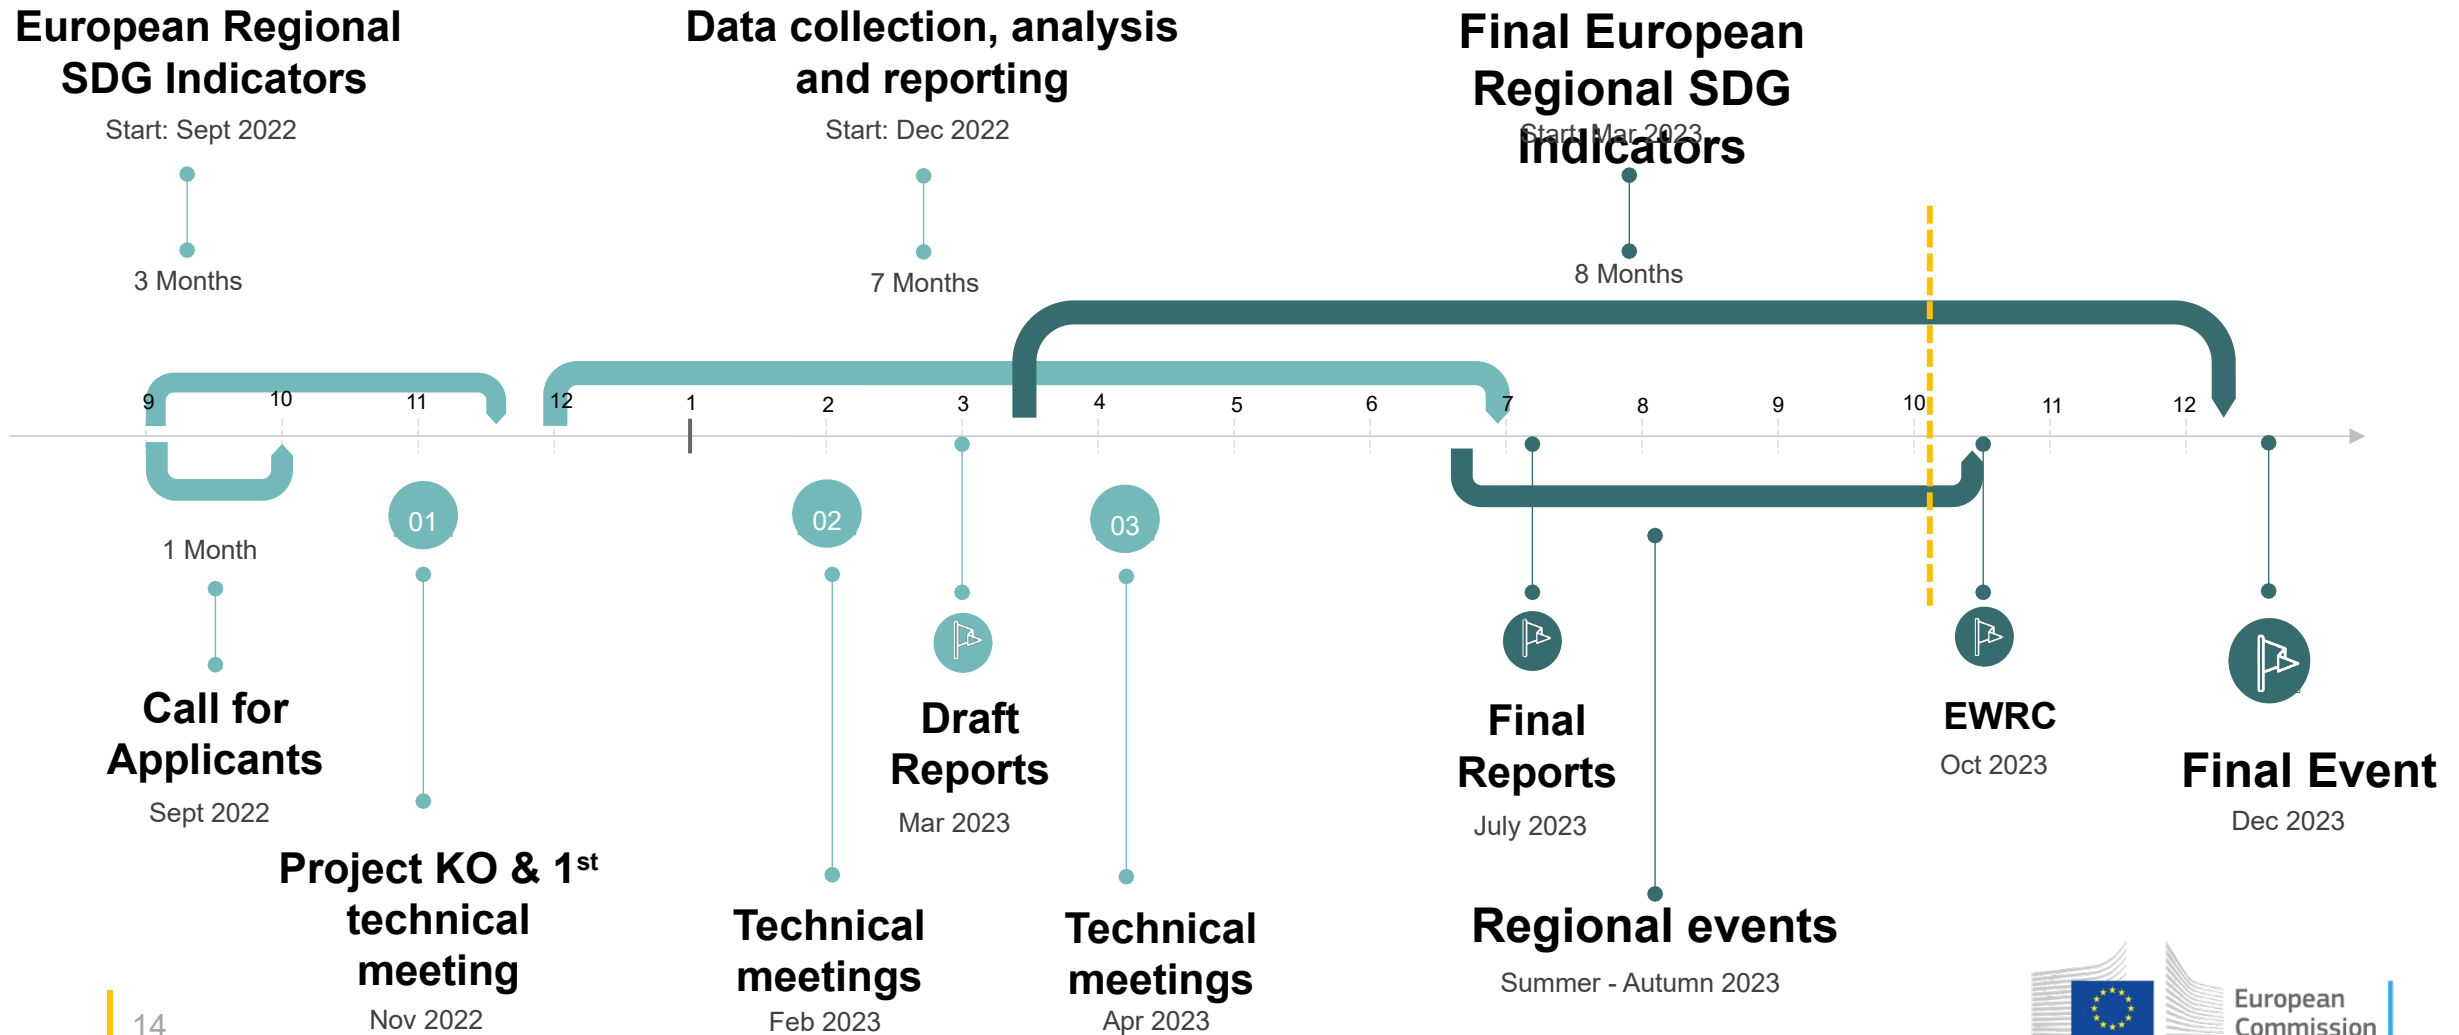 European Regional
SDG Indicators
Start: Sept 2022
3 Months
Data collection, analysis
and reporting
Start: Dec 2022
7 Months
Final European
Regional SDG
Indicators
Start: Mar 2023
8 Months
9 10 11 12 1 2 3 4 5 6 7 8 9 10 11 12
1 Month
Call for
Applicants
Sept 2022
01
Project KO & 1st
technical
meeting
Nov 2022
02
Technical
meetings
Feb 2023
Draft
Reports
Mar 2023
03
Technical
meetings
Apr 2023
Final
Reports
July 2023
Regional events
Summer - Autumn 2023
EWRC
Oct 2023
Final Event
Dec 2023
14
European
Commission